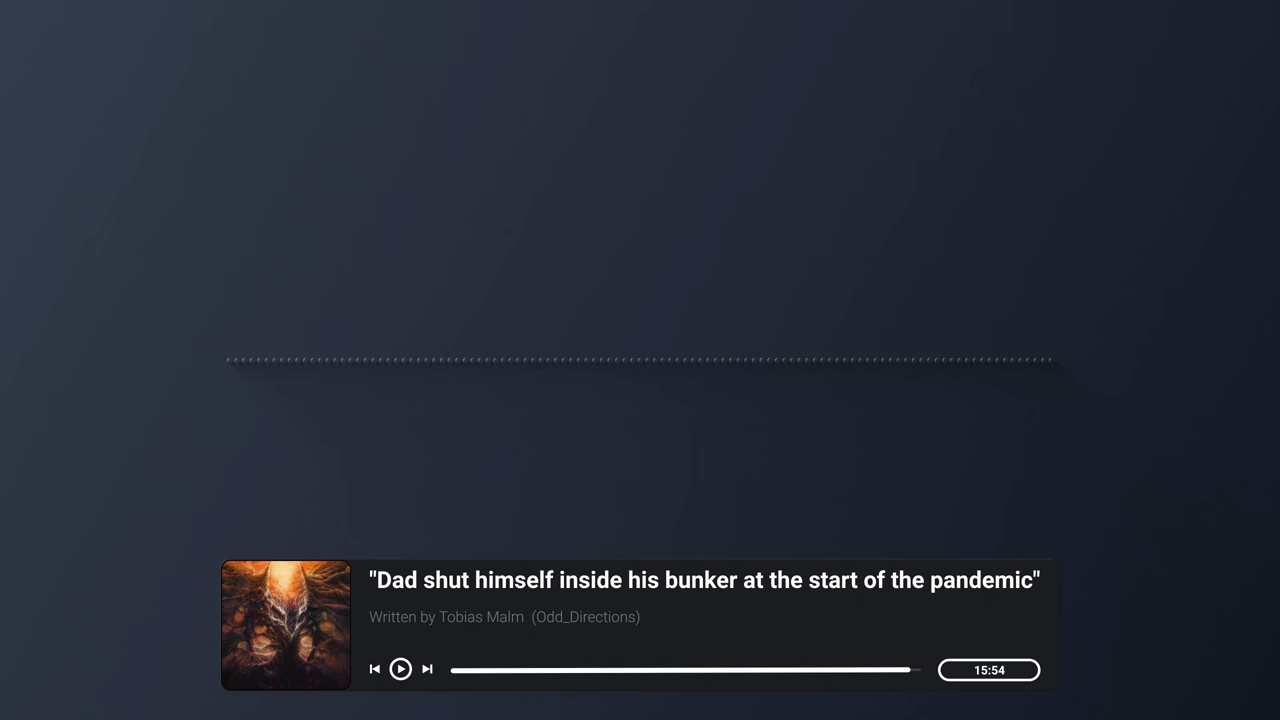 "Dad shut himself inside his bunker at the start of the pandemic"
Written by Tobias Malm (Odd_Directions)
15:54